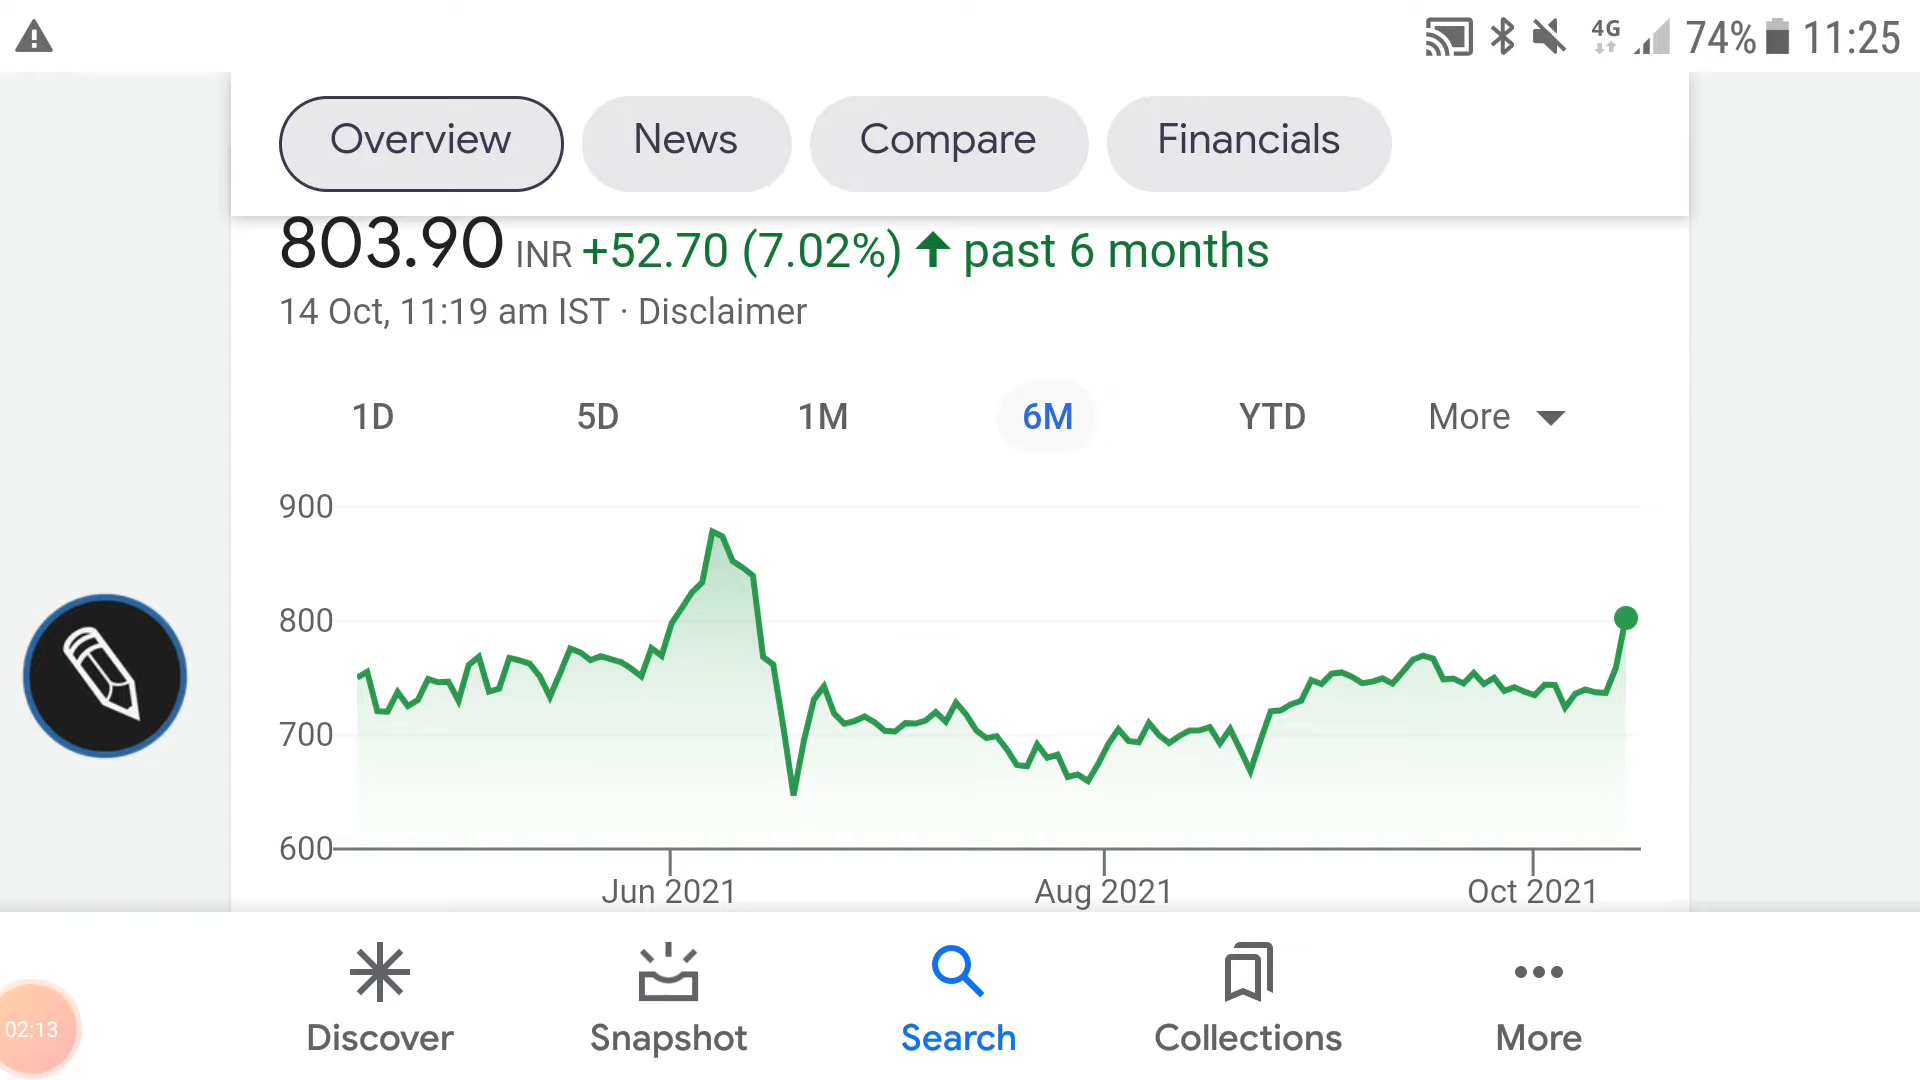 4G 74% 11:25
Overview News Compare Financials
803.90 INR +52.70 (7.02%) ↑ past 6 months
14 Oct, 11:19 am IST · Disclaimer
1D 5D 1M 6M YTD More
900
800
700
600
Jun 2021 Aug 2021 Oct 2021
02:13
Discover Snapshot Search Collections More